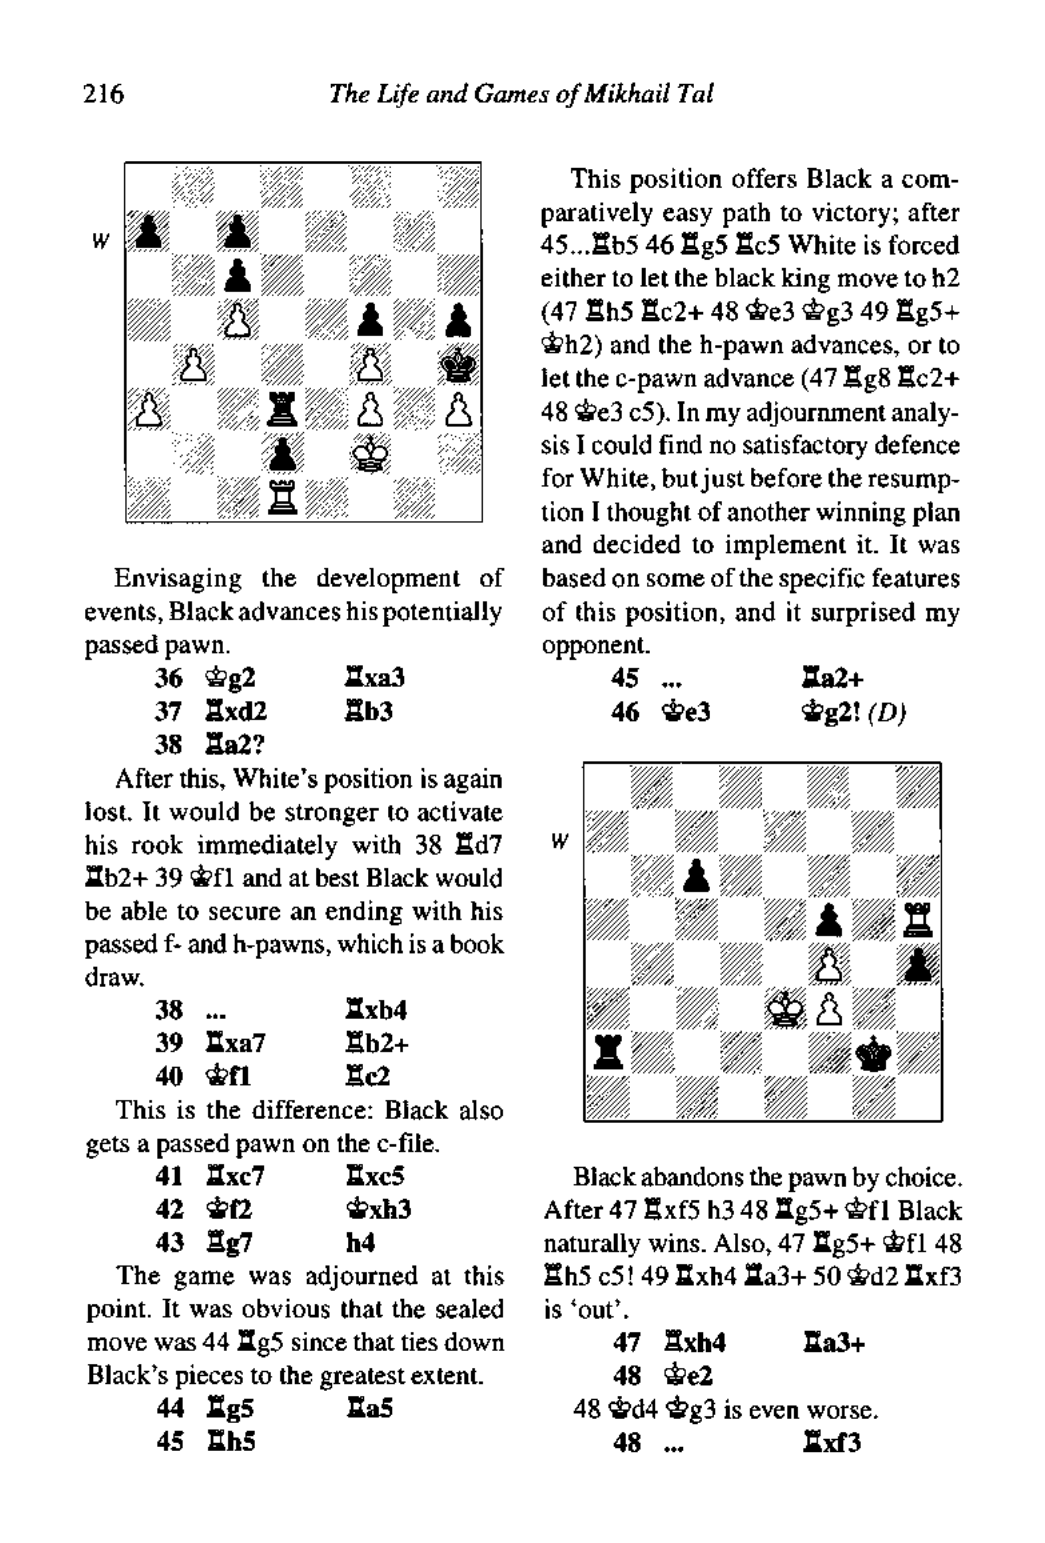 216
The Life and Games of Mikhail Tal
W
Envisaging the development of
events, Black advances his potentially
passed pawn.
36 ♔g2 ♖xa3
37 ♖xd2 ♖b3
38 ♖a2?
After this, White's position is again
lost. It would be stronger to activate
his rook immediately with 38 ♖d7
♖b2+ 39 ♔f1 and at best Black would
be able to secure an ending with his
passed f- and h-pawns, which is a book
draw.
38 ... ♖xb4
39 ♖xa7 ♖b2+
40 ♔f1 ♖c2
This is the difference: Black also
gets a passed pawn on the c-file.
41 ♖xc7 ♖xc5
42 ♔f2 ♔xh3
43 ♖g7 h4
The game was adjourned at this
point. It was obvious that the sealed
move was 44 ♖g5 since that ties down
Black's pieces to the greatest extent.
44 ♖g5 ♖a5
45 ♖h5
This position offers Black a com-
paratively easy path to victory; after
45...♖b5 46 ♖g5 ♖c5 White is forced
either to let the black king move to h2
(47 ♖h5 ♖c2+ 48 ♔e3 ♔g3 49 ♖g5+
♔h2) and the h-pawn advances, or to
let the c-pawn advance (47 ♖g8 ♖c2+
48 ♔e3 c5). In my adjournment analy-
sis I could find no satisfactory defence
for White, but just before the resump-
tion I thought of another winning plan
and decided to implement it. It was
based on some of the specific features
of this position, and it surprised my
opponent.
45 ... ♖a2+
46 ♔e3 ♔g2! (D)
W
Black abandons the pawn by choice.
After 47 ♖xf5 h3 48 ♖g5+ ♔f1 Black
naturally wins. Also, 47 ♖g5+ ♔f1 48
♖h5 c5! 49 ♖xh4 ♖a3+ 50 ♔d2 ♖xf3
is 'out'.
47 ♖xh4 ♖a3+
48 ♔e2
48 ♔d4 ♔g3 is even worse.
48 ... ♖xf3